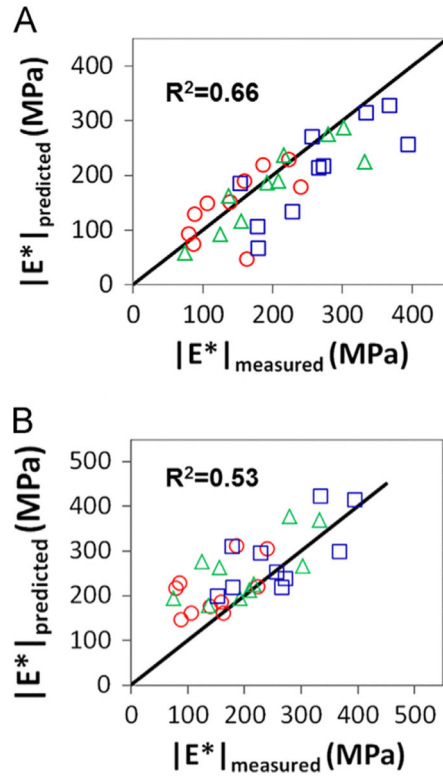 A
|E*|predicted (MPa)
400
300
200
100
0
R²=0.66
0 100 200 300 400
|E*|measured (MPa)
B
|E*|predicted (MPa)
500
400
300
200
100
0
R²=0.53
0 100 200 300 400 500
|E*|measured (MPa)